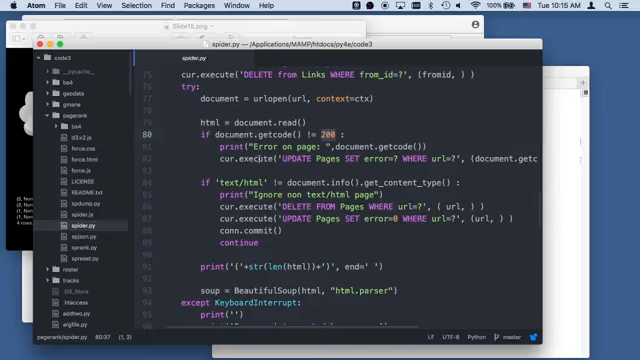 Atom File Edit View Selection Find Packages Window Help 100% Tue 10:15 AM
Slide15.png
spider.py — /Applications/MAMP/htdocs/py4e/code3
code3
__pycache__
bs4
geodata
gmane
pagerank
bs4
d3.v2.js
force.css
force.html
force.js
LICENSE
README.txt
spdump.py
spider.js
spider.py
spjson.py
sprank.py
spreset.py
roster
tracks
.DS_Store
.htaccess
addtwo.py
argfile.py
spider.py
75 cur.execute('DELETE from Links WHERE from_id=?', (fromid, ) )
76 try:
77 document = urlopen(url, context=ctx)
78
79 html = document.read()
80 if document.getcode() != 200 :
81 print("Error on page: ",document.getcode())
82 cur.execute('UPDATE Pages SET error=? WHERE url=?', (document.getc
83
84 if 'text/html' != document.info().get_content_type() :
85 print("Ignore non text/html page")
86 cur.execute('DELETE FROM Pages WHERE url=?', ( url, ) )
87 cur.execute('UPDATE Pages SET error=0 WHERE url=?', (url, ) )
88 conn.commit()
89 continue
90
91 print('('+str(len(html))+')', end=' ')
92
93 soup = BeautifulSoup(html, "html.parser")
94 except KeyboardInterrupt:
95 print('')
4 rows
pagerank/spider.py 80:37 (1, 3) LF UTF-8 Python master